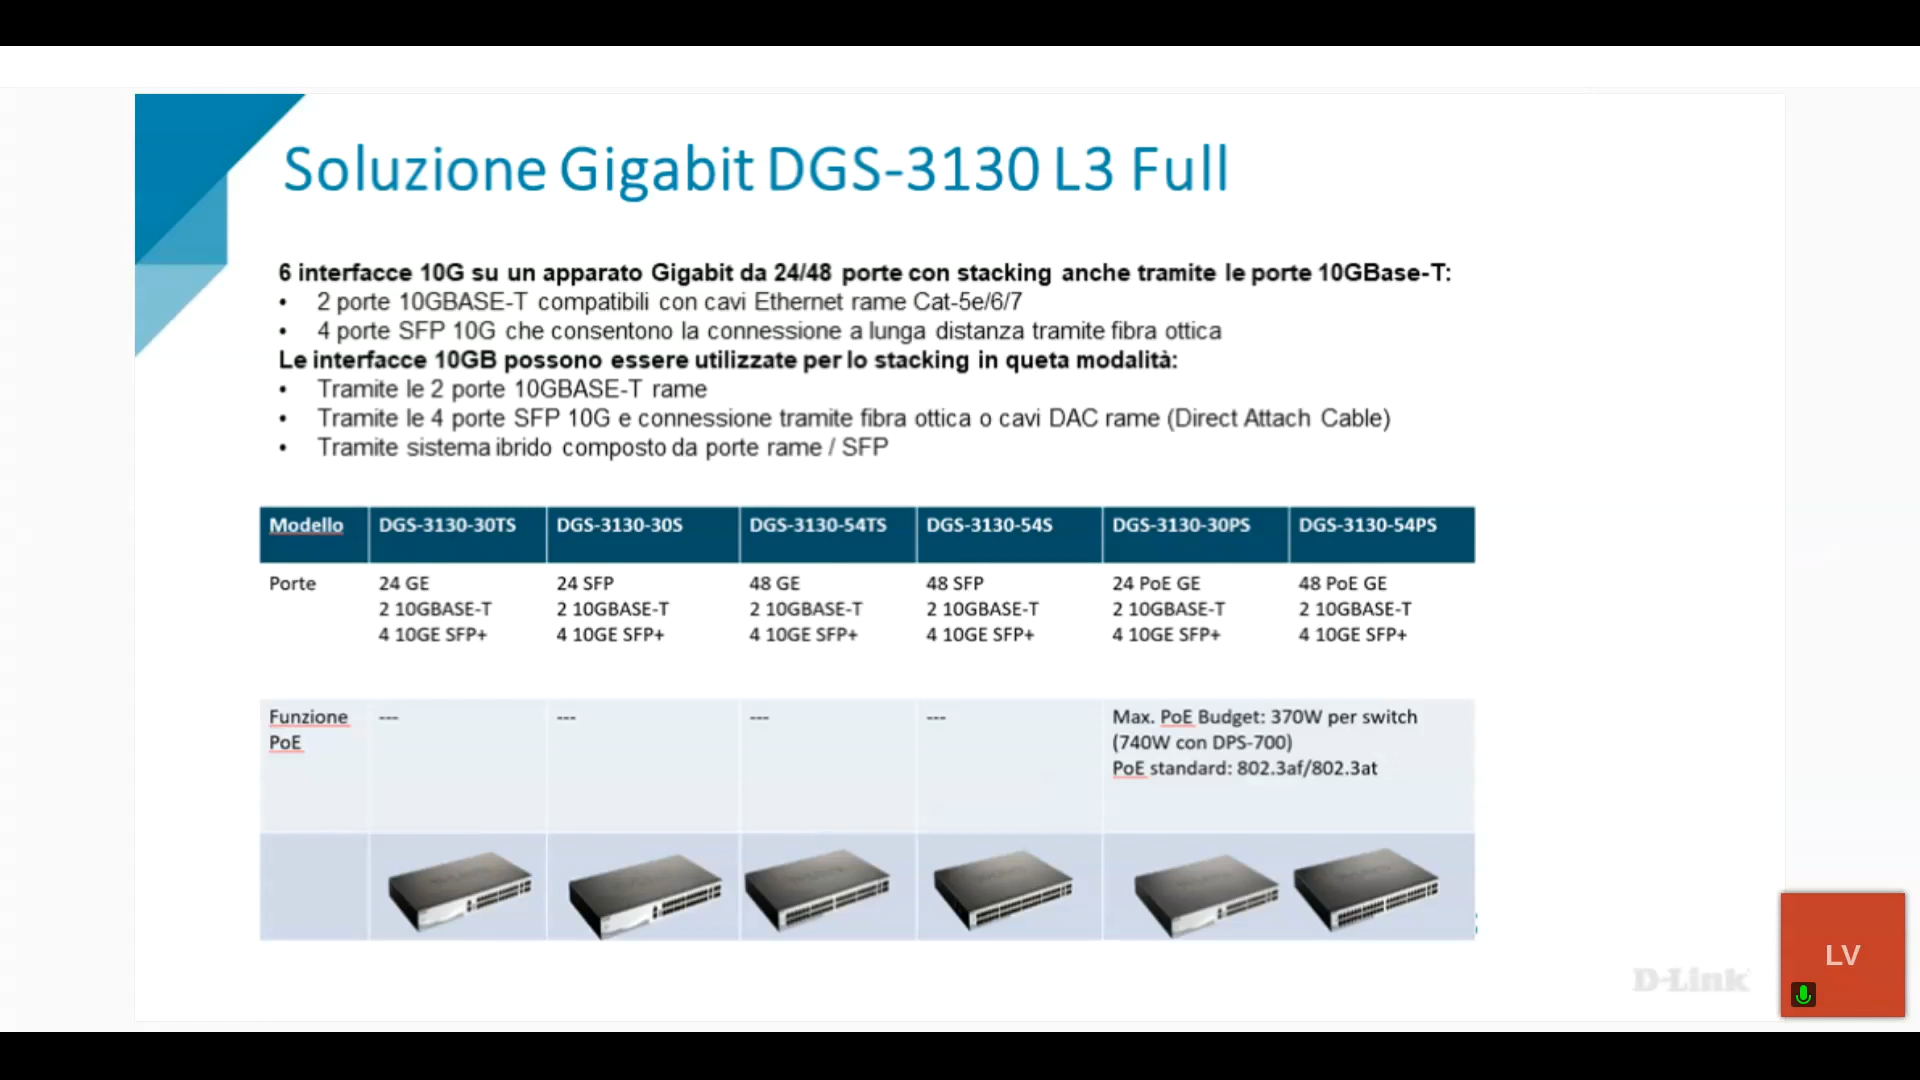 Soluzione Gigabit DGS-3130 L3 Full
6 interfacce 10G su un apparato Gigabit da 24/48 porte con stacking anche tramite le porte 10GBase-T:
• 2 porte 10GBASE-T compatibili con cavi Ethernet rame Cat-5e/6/7
• 4 porte SFP 10G che consentono la connessione a lunga distanza tramite fibra ottica
Le interfacce 10GB possono essere utilizzate per lo stacking in queta modalità:
• Tramite le 2 porte 10GBASE-T rame
• Tramite le 4 porte SFP 10G e connessione tramite fibra ottica o cavi DAC rame (Direct Attach Cable)
• Tramite sistema ibrido composto da porte rame / SFP
Modello DGS-3130-30TS DGS-3130-30S DGS-3130-54TS DGS-3130-54S DGS-3130-30PS DGS-3130-54PS
Porte 24 GE 24 SFP 48 GE 48 SFP 24 PoE GE 48 PoE GE
2 10GBASE-T 2 10GBASE-T 2 10GBASE-T 2 10GBASE-T 2 10GBASE-T 2 10GBASE-T
4 10GE SFP+ 4 10GE SFP+ 4 10GE SFP+ 4 10GE SFP+ 4 10GE SFP+ 4 10GE SFP+
Funzione --- --- --- --- Max. PoE Budget: 370W per switch
PoE (740W con DPS-700)
PoE standard: 802.3af/802.3at
D-Link
LV